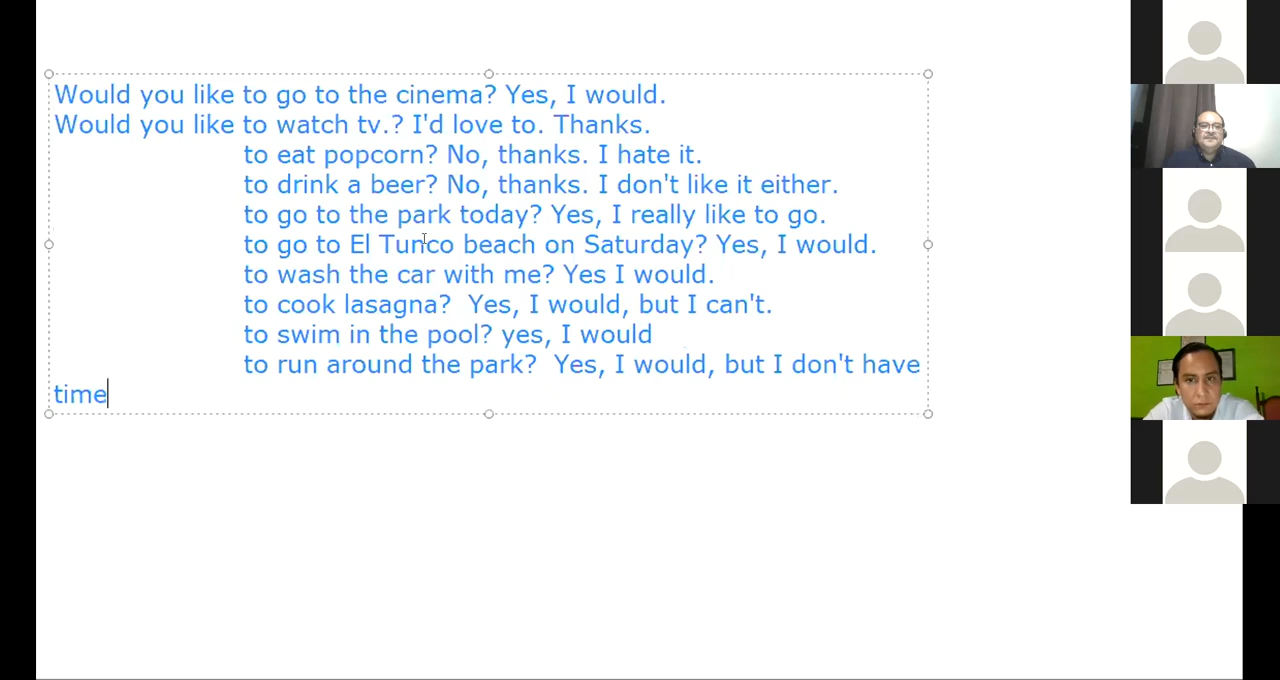 Would you like to go to the cinema? Yes, I would.
Would you like to watch tv.? I'd love to. Thanks.
to eat popcorn? No, thanks. I hate it.
to drink a beer? No, thanks. I don't like it either.
to go to the park today? Yes, I really like to go.
to go to El Tunco beach on Saturday? Yes, I would.
to wash the car with me? Yes I would.
to cook lasagna?  Yes, I would, but I can't.
to swim in the pool? yes, I would
to run around the park?  Yes, I would, but I don't have
time